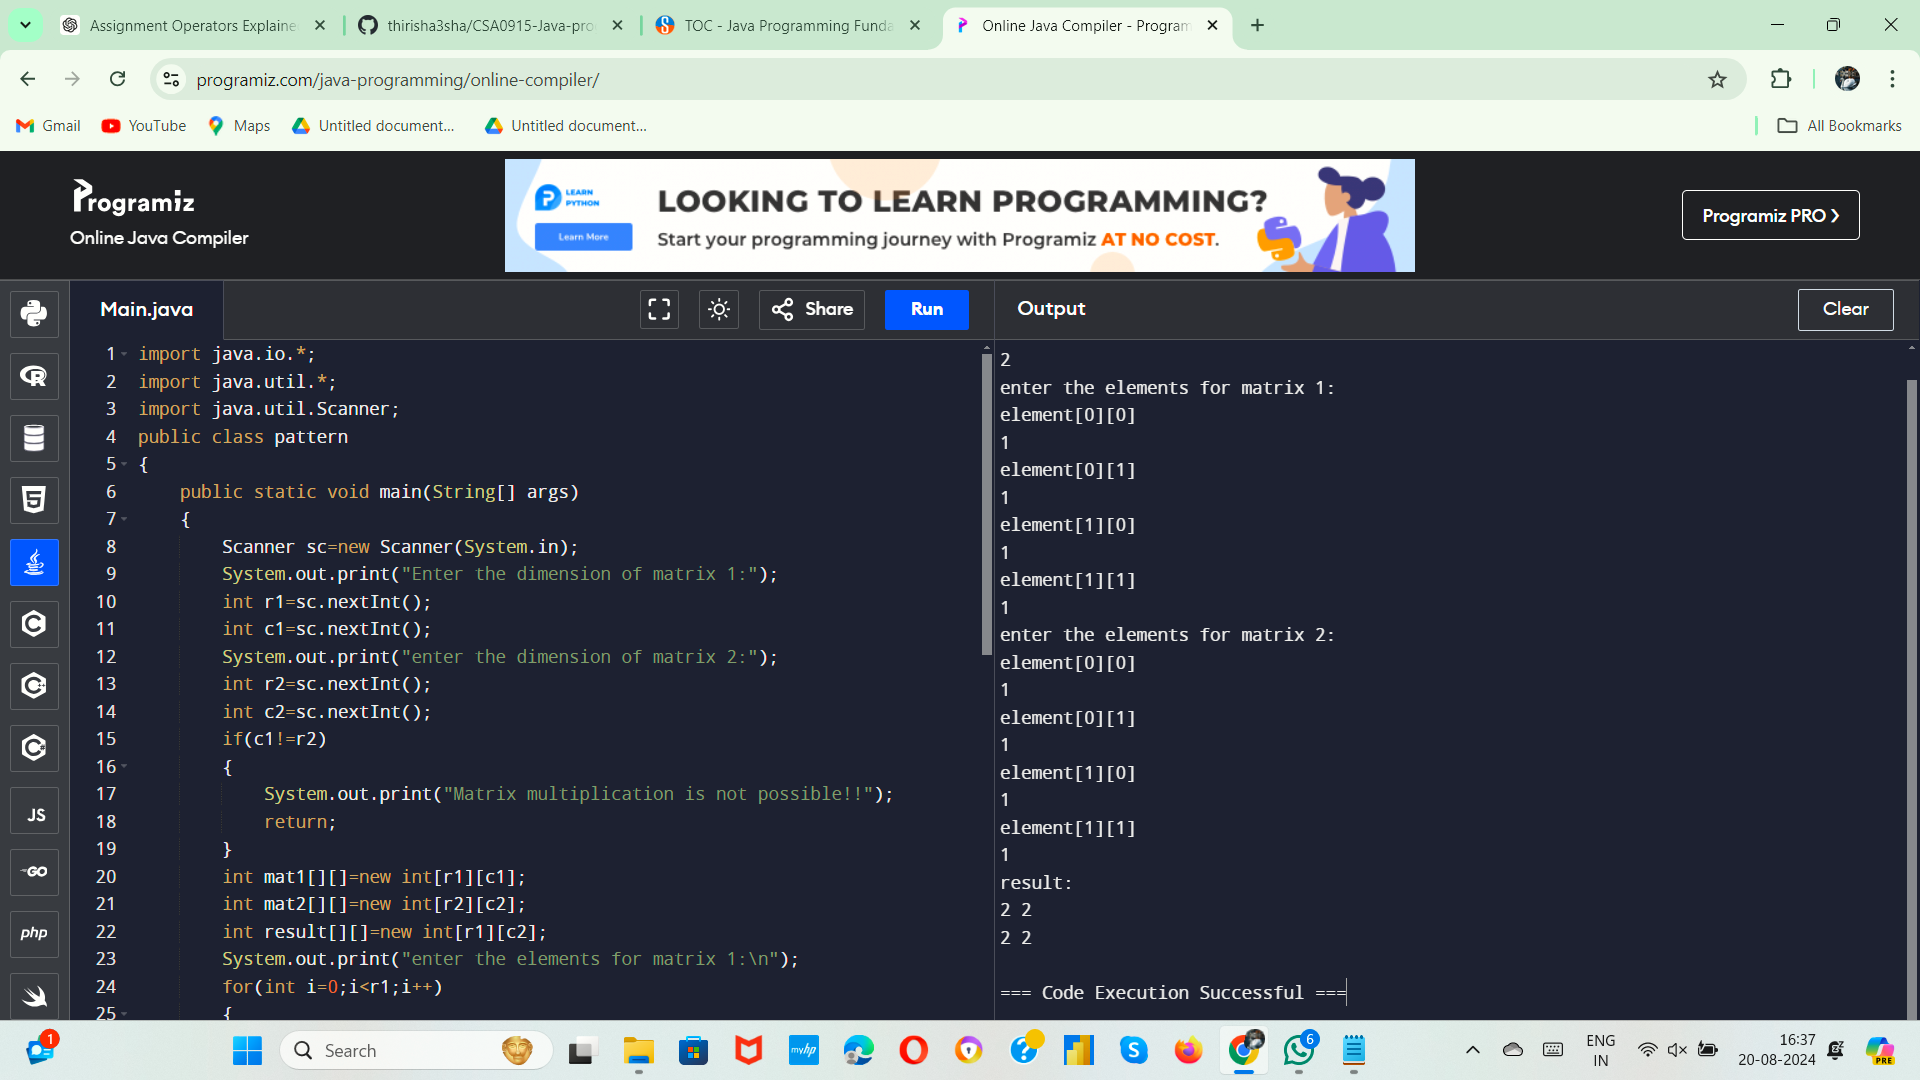 Assignment Operators Explaine
thirisha3sha/CSA0915-Java-pro
TOC - Java Programming Funda
Online Java Compiler - Program
programiz.com/java-programming/online-compiler/
Gmail
YouTube
Maps
Untitled document...
Untitled document...
All Bookmarks
Programiz
Online Java Compiler
LEARN
PYTHON
Learn More
LOOKING TO LEARN PROGRAMMING?
Start your programming journey with Programiz AT NO COST.
Programiz PRO
Main.java
Share
Run
Output
Clear
1 import java.io.*;
2 import java.util.*;
3 import java.util.Scanner;
4 public class pattern
5 {
6 public static void main(String[] args)
7 {
8 Scanner sc=new Scanner(System.in);
9 System.out.print("Enter the dimension of matrix 1:");
10 int r1=sc.nextInt();
11 int c1=sc.nextInt();
12 System.out.print("enter the dimension of matrix 2:");
13 int r2=sc.nextInt();
14 int c2=sc.nextInt();
15 if(c1!=r2)
16 {
17 System.out.print("Matrix multiplication is not possible!!");
18 return;
19 }
20 int mat1[][]=new int[r1][c1];
21 int mat2[][]=new int[r2][c2];
22 int result[][]=new int[r1][c2];
23 System.out.print("enter the elements for matrix 1:\n");
24 for(int i=0;i<r1;i++)
25 {
2
enter the elements for matrix 1:
element[0][0]
1
element[0][1]
1
element[1][0]
1
element[1][1]
1
enter the elements for matrix 2:
element[0][0]
1
element[0][1]
1
element[1][0]
1
element[1][1]
1
result:
2 2
2 2
=== Code Execution Successful ===
JS
GO
php
1
Search
myhp
6
ENG
IN
16:37
20-08-2024
PRE